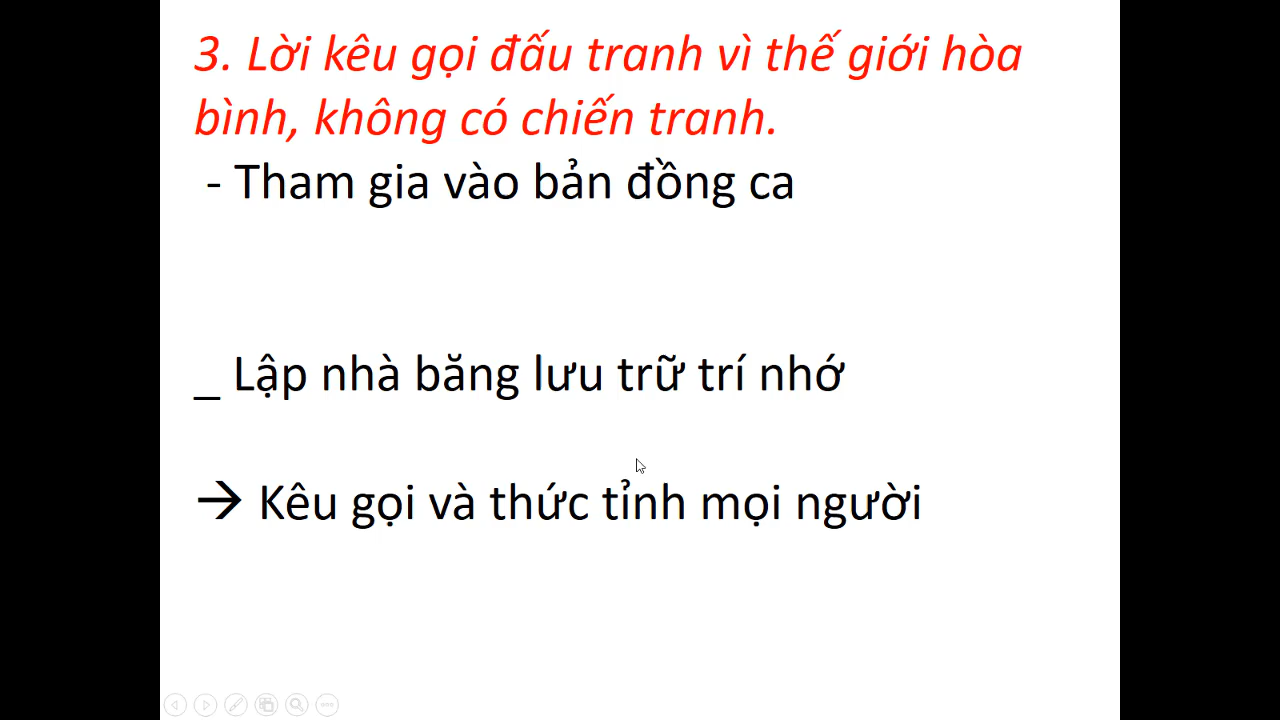 3. Lời kêu gọi đấu tranh vì thế giới hòa
bình, không có chiến tranh.
- Tham gia vào bản đồng ca
_ Lập nhà băng lưu trữ trí nhớ
→ Kêu gọi và thức tỉnh mọi người